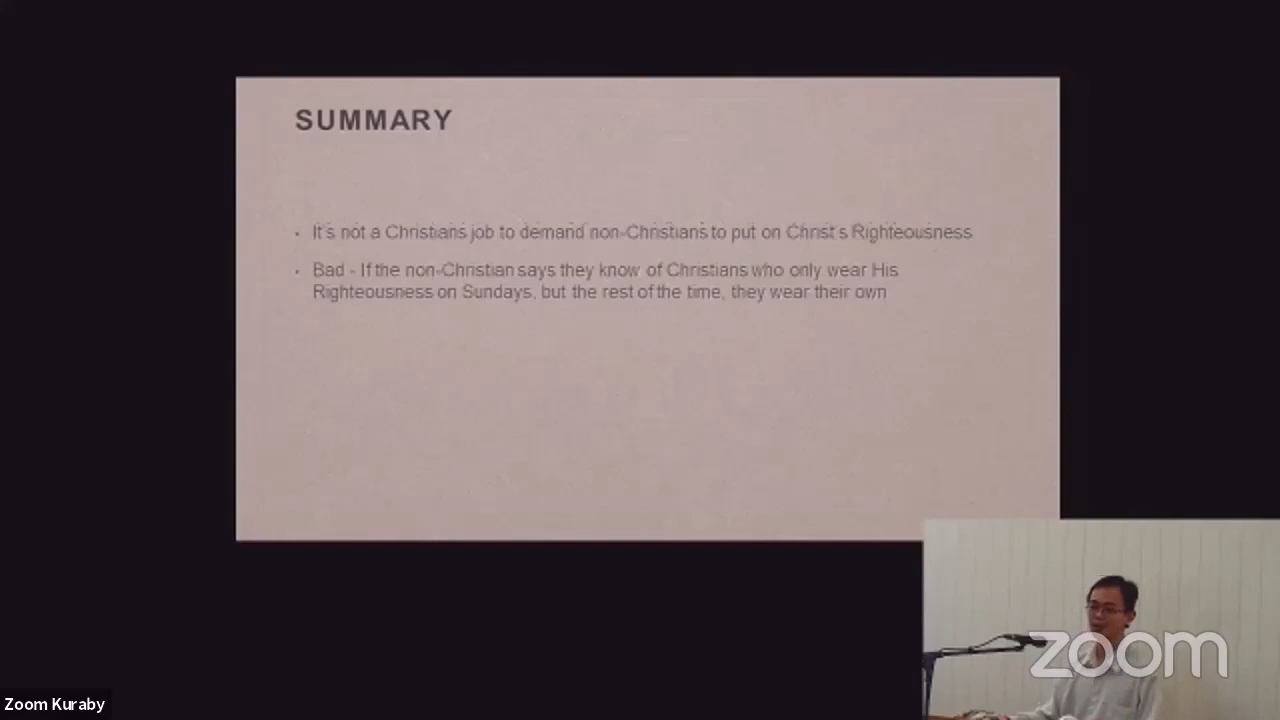 SUMMARY
• It's not a Christians job to demand non-Christians to put on Christ's Righteousness
• Bad - If the non-Christian says they know of Christians who only wear His
Righteousness on Sundays, but the rest of the time, they wear their own
zoom
Zoom Kuraby